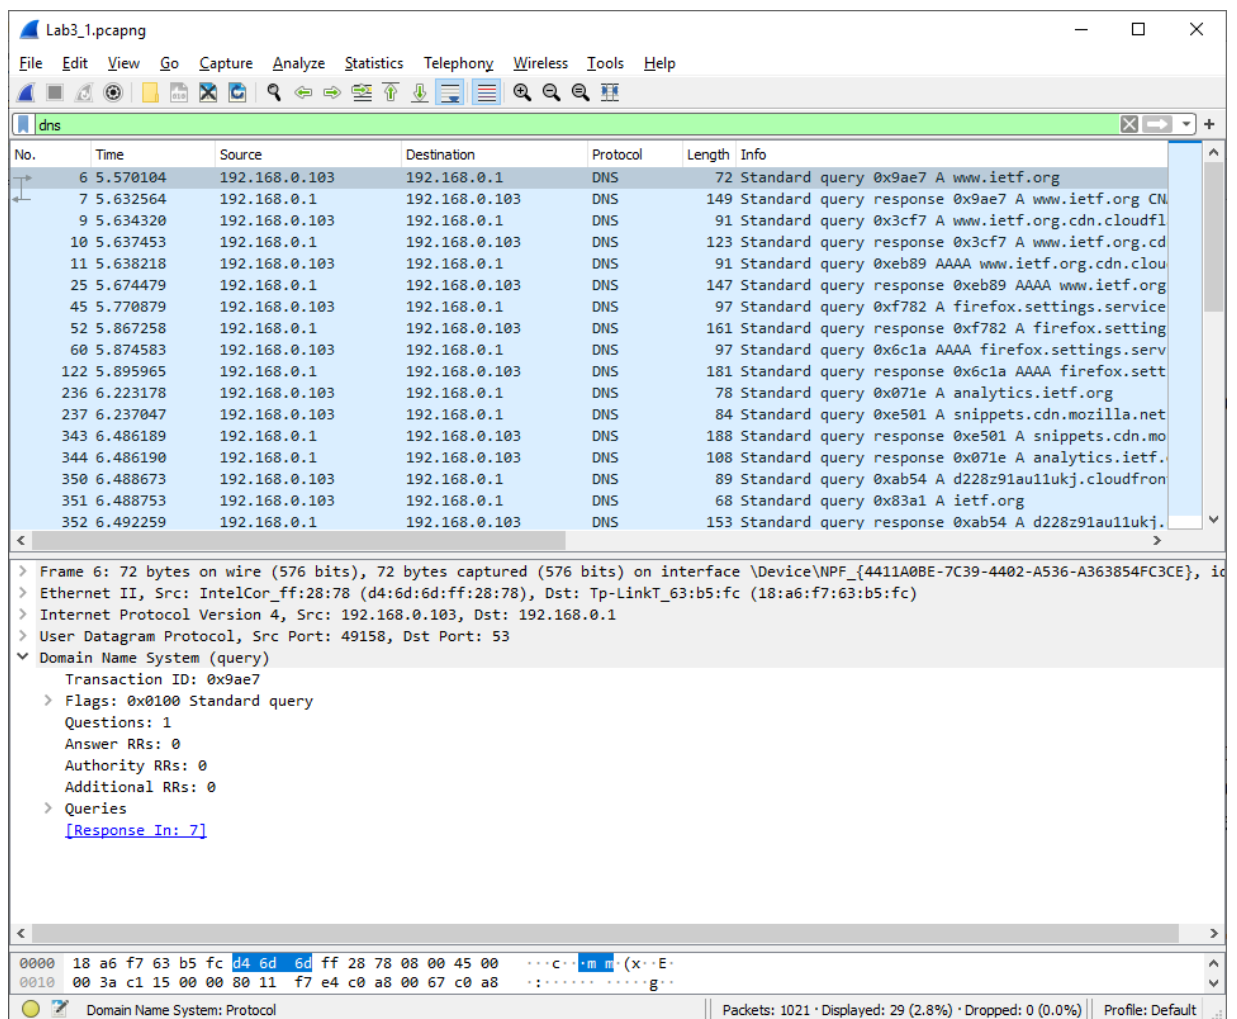 Lab3_1.pcapng
File Edit View Go Capture Analyze Statistics Telephony Wireless Tools Help
dns
No. Time Source Destination Protocol Length Info
6 5.570104 192.168.0.103 192.168.0.1 DNS 72 Standard query 0x9ae7 A www.ietf.org
7 5.632564 192.168.0.1 192.168.0.103 DNS 149 Standard query response 0x9ae7 A www.ietf.org CN
9 5.634320 192.168.0.103 192.168.0.1 DNS 91 Standard query 0x3cf7 A www.ietf.org.cdn.cloudfl
10 5.637453 192.168.0.1 192.168.0.103 DNS 123 Standard query response 0x3cf7 A www.ietf.org.cd
11 5.638218 192.168.0.103 192.168.0.1 DNS 91 Standard query 0xeb89 AAAA www.ietf.org.cdn.clou
25 5.674479 192.168.0.1 192.168.0.103 DNS 147 Standard query response 0xeb89 AAAA www.ietf.org
45 5.770879 192.168.0.103 192.168.0.1 DNS 97 Standard query 0xf782 A firefox.settings.service
52 5.867258 192.168.0.1 192.168.0.103 DNS 161 Standard query response 0xf782 A firefox.setting
60 5.874583 192.168.0.103 192.168.0.1 DNS 97 Standard query 0x6c1a AAAA firefox.settings.serv
122 5.895965 192.168.0.1 192.168.0.103 DNS 181 Standard query response 0x6c1a AAAA firefox.sett
236 6.223178 192.168.0.103 192.168.0.1 DNS 78 Standard query 0x071e A analytics.ietf.org
237 6.237047 192.168.0.103 192.168.0.1 DNS 84 Standard query 0xe501 A snippets.cdn.mozilla.net
343 6.486189 192.168.0.1 192.168.0.103 DNS 188 Standard query response 0xe501 A snippets.cdn.mo
344 6.486190 192.168.0.1 192.168.0.103 DNS 108 Standard query response 0x071e A analytics.ietf.
350 6.488673 192.168.0.103 192.168.0.1 DNS 89 Standard query 0xab54 A d228z91au11ukj.cloudfron
351 6.488753 192.168.0.103 192.168.0.1 DNS 68 Standard query 0x83a1 A ietf.org
352 6.492259 192.168.0.1 192.168.0.103 DNS 153 Standard query response 0xab54 A d228z91au11ukj.
Frame 6: 72 bytes on wire (576 bits), 72 bytes captured (576 bits) on interface \Device\NPF_{4411A0BE-7C39-4402-A536-A363854FC3CE}, id
Ethernet II, Src: IntelCor_ff:28:78 (d4:6d:6d:ff:28:78), Dst: Tp-LinkT_63:b5:fc (18:a6:f7:63:b5:fc)
Internet Protocol Version 4, Src: 192.168.0.103, Dst: 192.168.0.1
User Datagram Protocol, Src Port: 49158, Dst Port: 53
Domain Name System (query)
Transaction ID: 0x9ae7
Flags: 0x0100 Standard query
Questions: 1
Answer RRs: 0
Authority RRs: 0
Additional RRs: 0
Queries
[Response In: 7]
0000 18 a6 f7 63 b5 fc d4 6d 6d ff 28 78 08 00 45 00 ···c···m m·(x··E·
0010 00 3a c1 15 00 00 80 11 f7 e4 c0 a8 00 67 c0 a8 ·:······ ·····g··
Domain Name System: Protocol
Packets: 1021 · Displayed: 29 (2.8%) · Dropped: 0 (0.0%)
Profile: Default